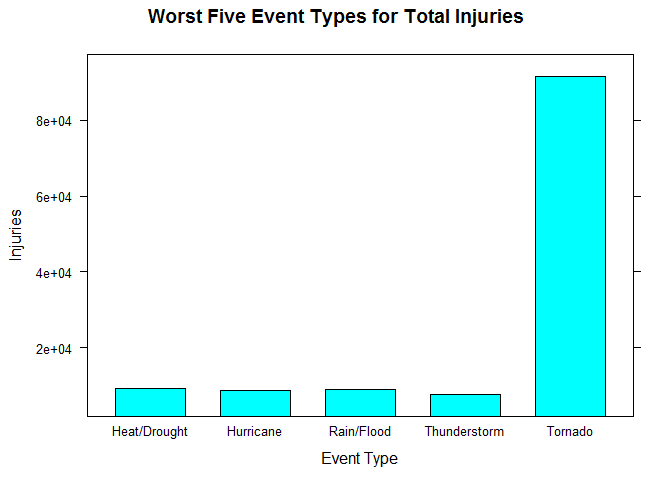 Worst Five Event Types for Total Injuries
8e+04
6e+04
4e+04
2e+04
Injuries
Heat/Drought Hurricane Rain/Flood Thunderstorm Tornado
Event Type